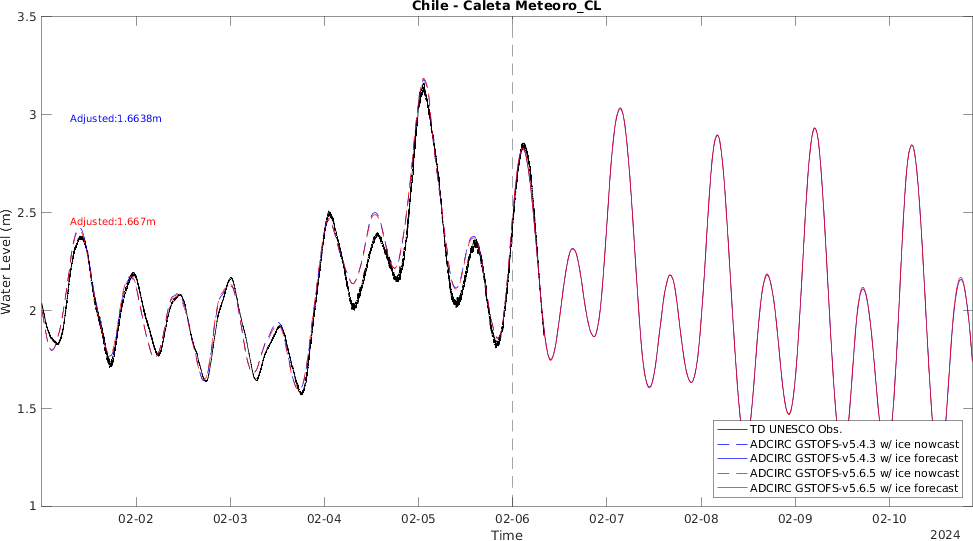 Chile - Caleta Meteoro_CL
3.5
3
2.5
2
1.5
1
Water Level (m)
Adjusted:1.6638m
Adjusted:1.667m
TD UNESCO Obs.
ADCIRC GSTOFS-v5.4.3 w/ ice nowcast
ADCIRC GSTOFS-v5.4.3 w/ ice forecast
ADCIRC GSTOFS-v5.6.5 w/ ice nowcast
ADCIRC GSTOFS-v5.6.5 w/ ice forecast
02-02 02-03 02-04 02-05 02-06 02-07 02-08 02-09 02-10
Time
2024